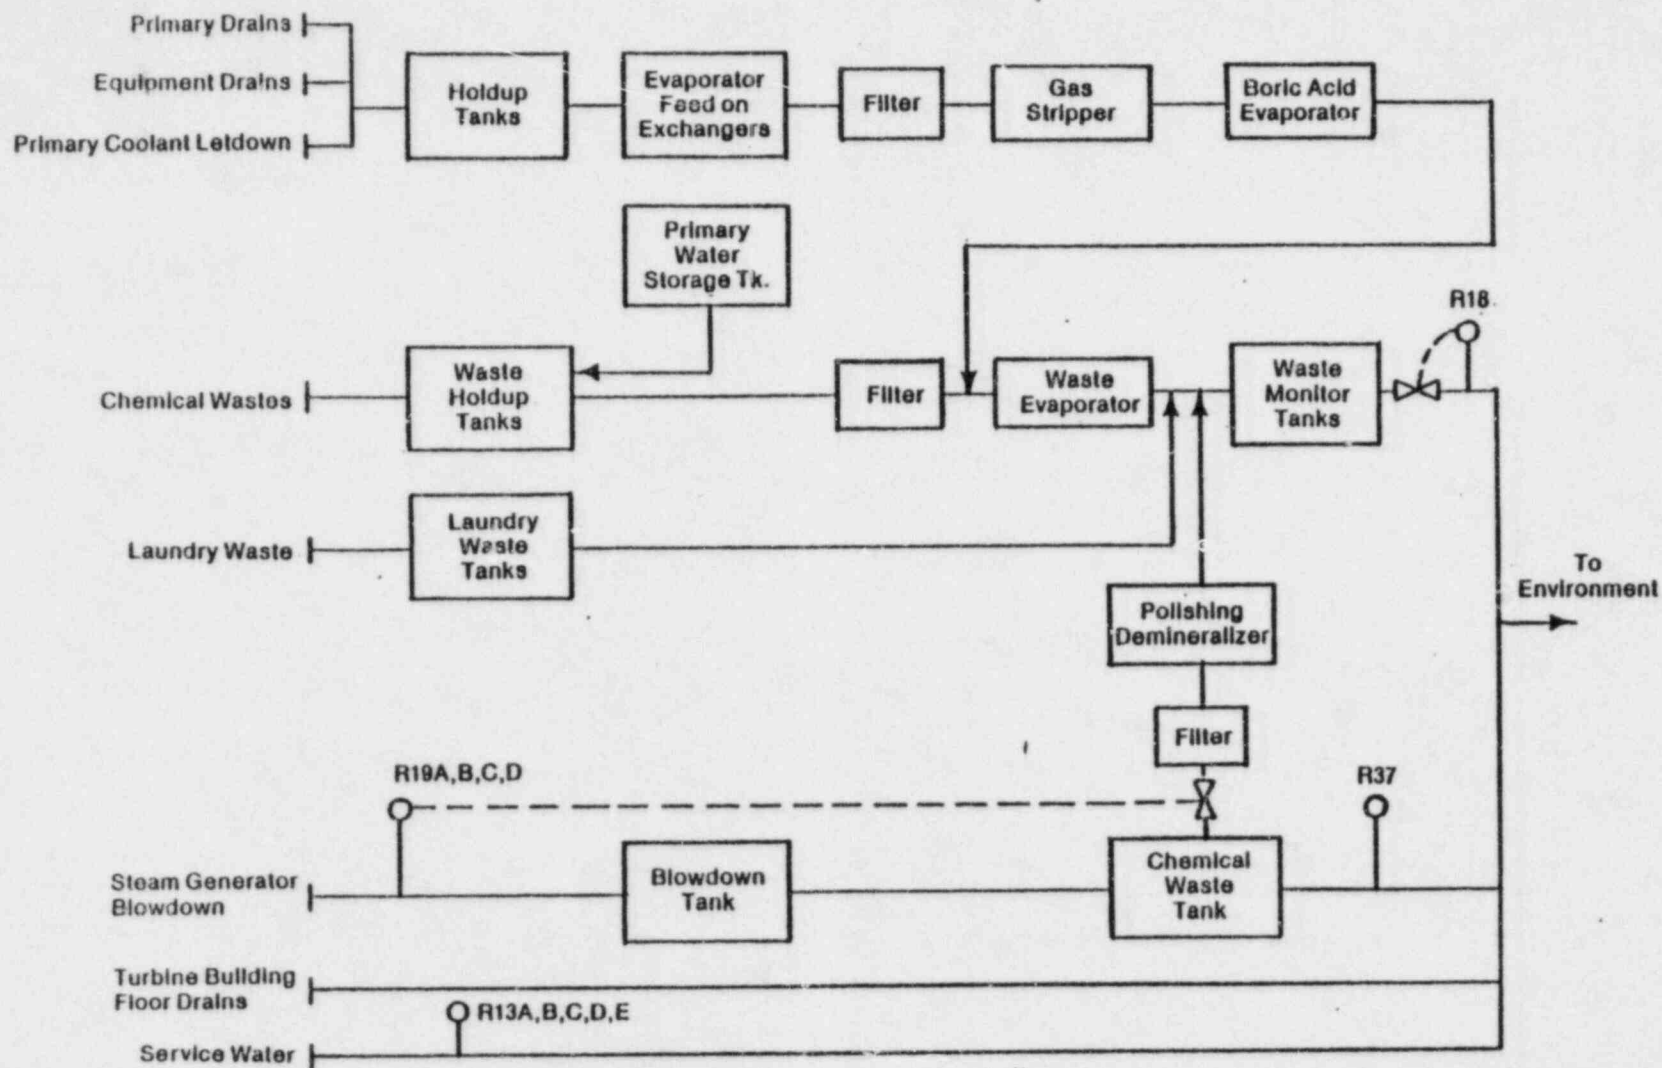 Primary Drains
Equipment Drains
Primary Coolant Letdown
Holdup
Tanks
Evaporator
Feed on
Exchangers
Filter
Gas
Stripper
Boric Acid
Evaporator
Primary
Water
Storage Tk.
R18
Chemical Wastes
Waste
Holdup
Tanks
Filter
Waste
Evaporator
Waste
Monitor
Tanks
Laundry Waste
Laundry
Waste
Tanks
To
Environment
Polishing
Demineralizer
Filter
R19A,B,C,D
R37
Steam Generator
Blowdown
Blowdown
Tank
Chemical
Waste
Tank
Turbine Building
Floor Drains
R13A,B,C,D,E
Service Water